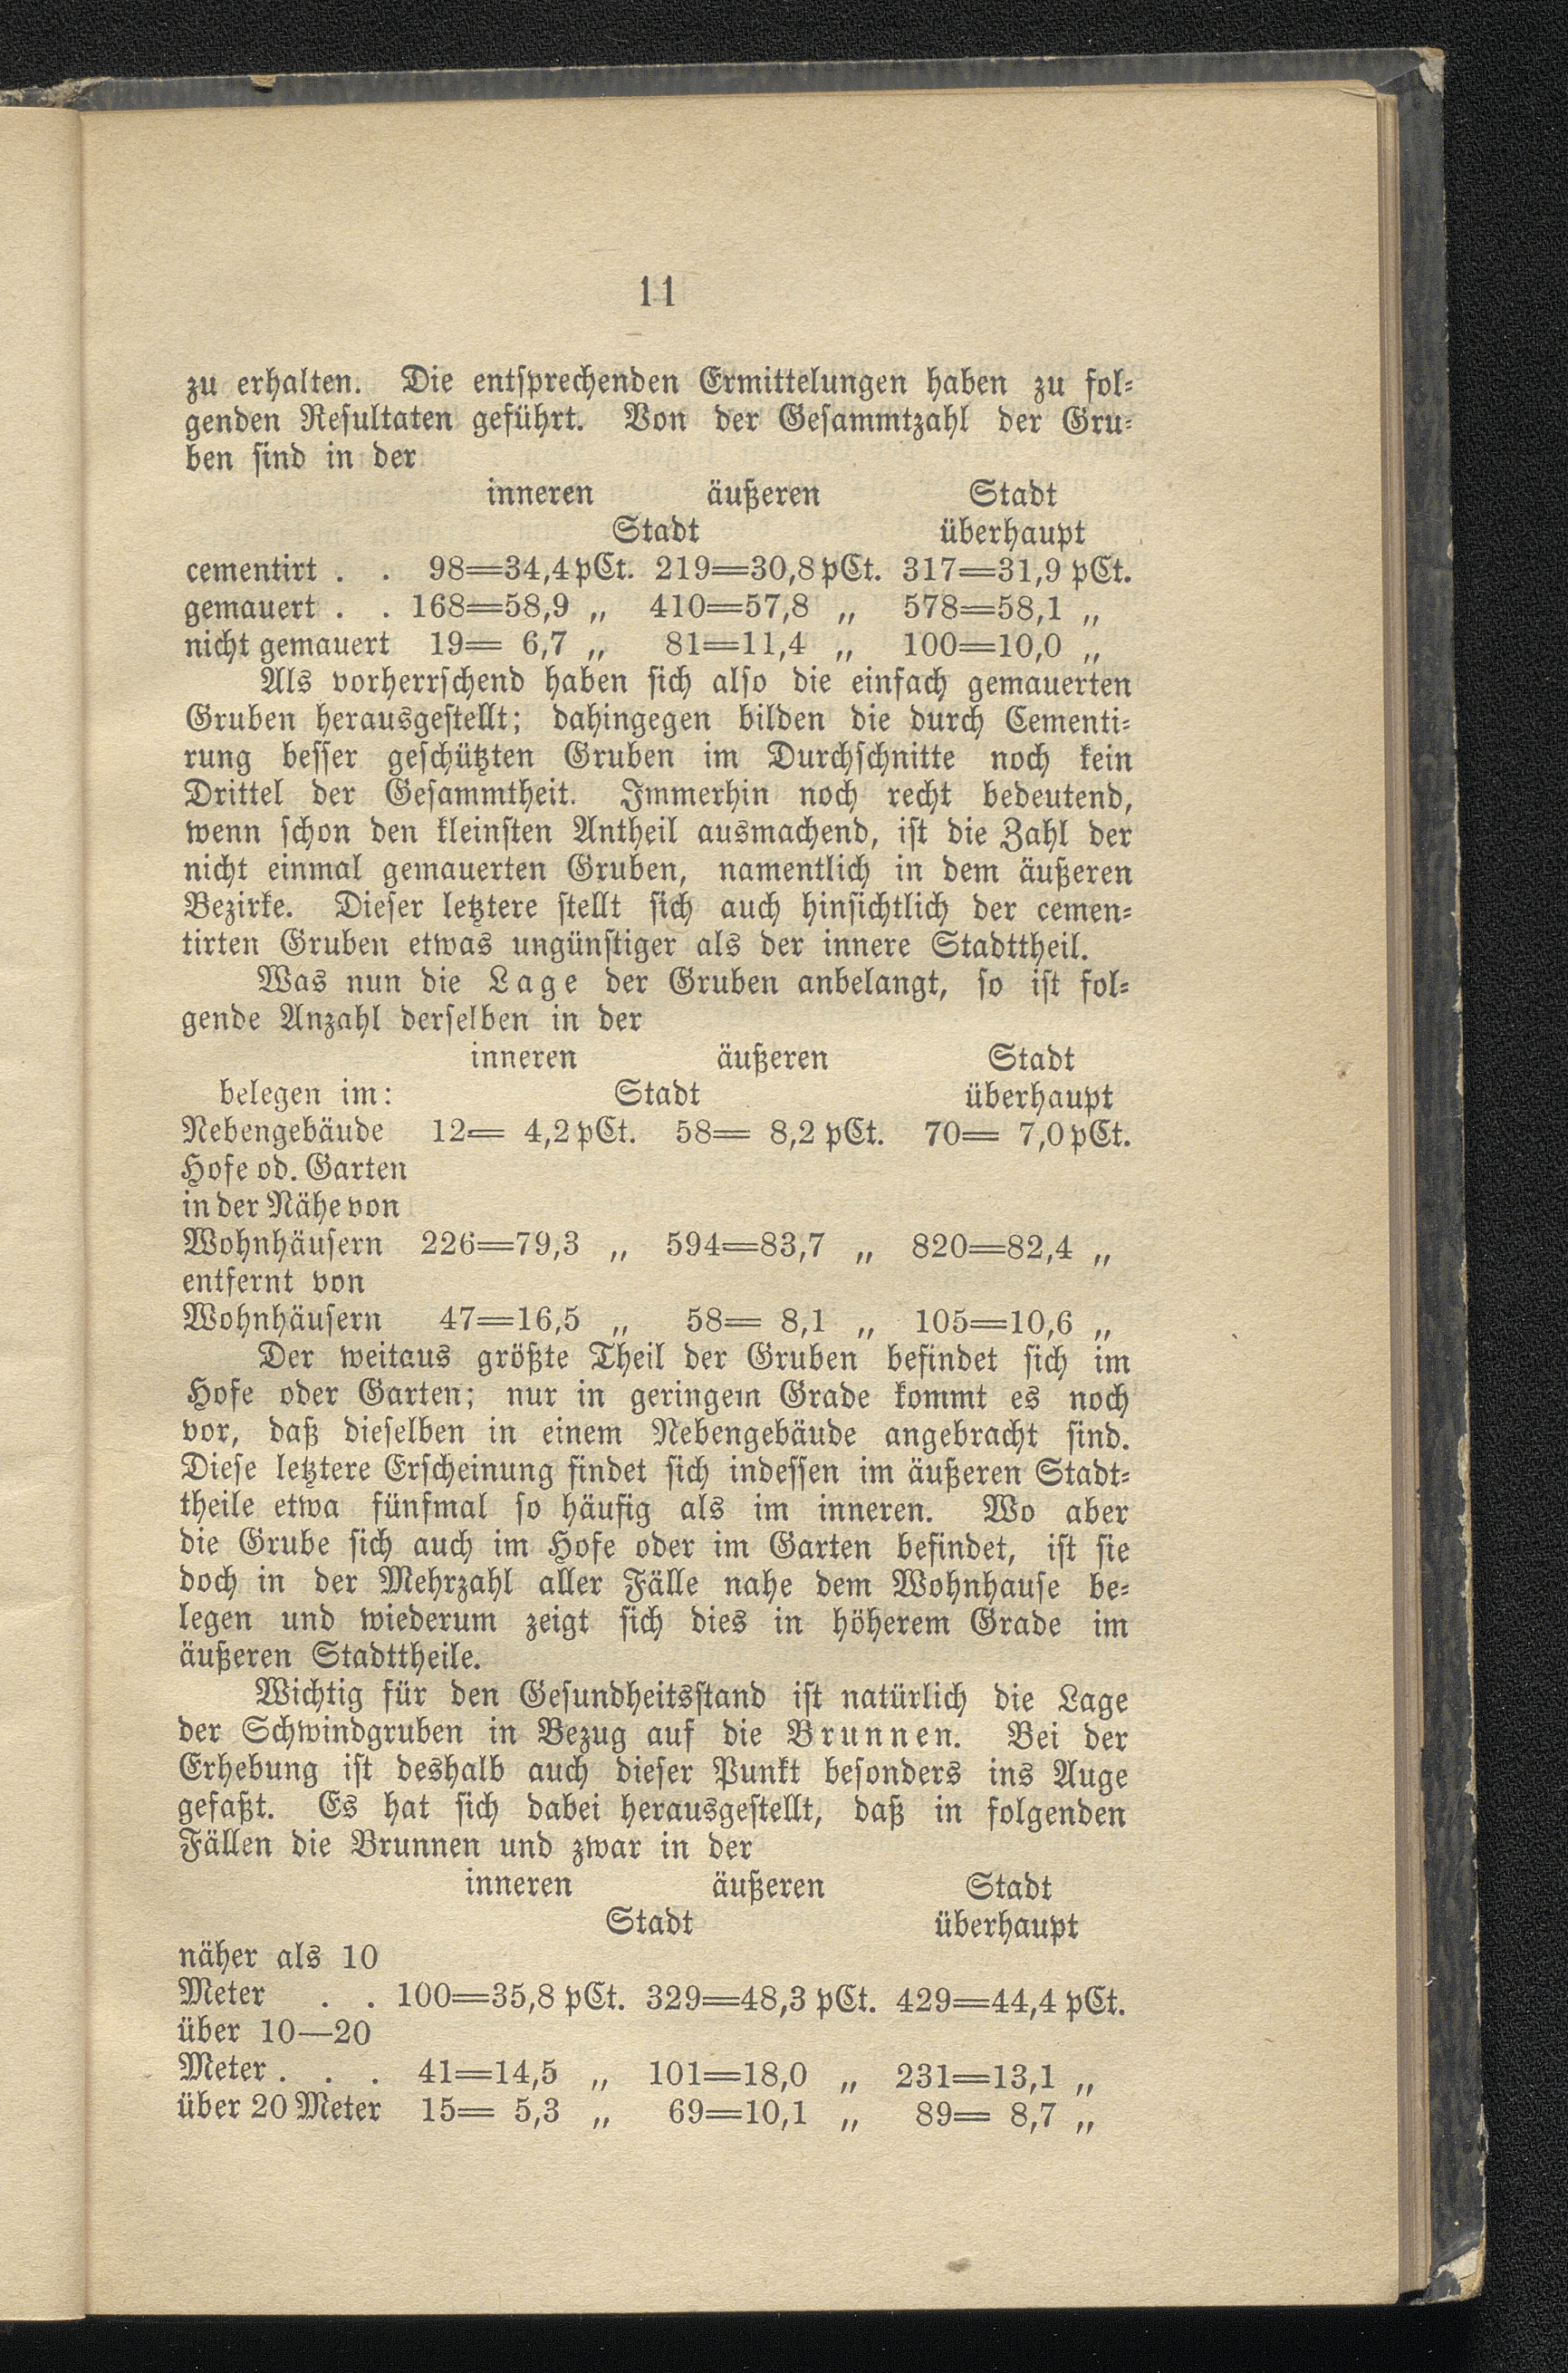 11
zu erhalten. Die entsprechenden Ermittelungen haben zu fol-
genden Resultaten geführt. Von der Gesammtzahl der Gru-
ben sind in der
inneren äußeren Stadt
Stadt überhaupt
cementirt . . 98=34,4 pCt. 219=30,8 pCt. 317=31,9 pCt.
gemauert . . 168=58,9 „ 410=57,8 „ 578=58,1 „
nicht gemauert 19= 6,7 „ 81=11,4 „ 100=10,0 „
Als vorherrschend haben sich also die einfach gemauerten
Gruben herausgestellt; dahingegen bilden die durch Cementi-
rung besser geschützten Gruben im Durchschnitte noch kein
Drittel der Gesammtheit. Immerhin noch recht bedeutend,
wenn schon den kleinsten Antheil ausmachend, ist die Zahl der
nicht einmal gemauerten Gruben, namentlich in dem äußeren
Bezirke. Dieser letztere stellt sich auch hinsichtlich der cemen-
tirten Gruben etwas ungünstiger als der innere Stadttheil.
Was nun die Lage der Gruben anbelangt, so ist fol-
gende Anzahl derselben in der
inneren äußeren Stadt
belegen im: Stadt überhaupt
Nebengebäude 12= 4,2 pCt. 58= 8,2 pCt. 70= 7,0 pCt.
Hofe od. Garten
in der Nähe von
Wohnhäusern 226=79,3 „ 594=83,7 „ 820=82,4 „
entfernt von
Wohnhäusern 47=16,5 „ 58= 8,1 „ 105=10,6 „
Der weitaus größte Theil der Gruben befindet sich im
Hofe oder Garten; nur in geringem Grade kommt es noch
vor, daß dieselben in einem Nebengebäude angebracht sind.
Diese letztere Erscheinung findet sich indessen im äußeren Stadt-
theile etwa fünfmal so häufig als im inneren. Wo aber
die Grube sich auch im Hofe oder im Garten befindet, ist sie
doch in der Mehrzahl aller Fälle nahe dem Wohnhause be-
legen und wiederum zeigt sich dies in höherem Grade im
äußeren Stadttheile.
Wichtig für den Gesundheitsstand ist natürlich die Lage
der Schwindgruben in Bezug auf die Brunnen. Bei der
Erhebung ist deshalb auch dieser Punkt besonders ins Auge
gefaßt. Es hat sich dabei herausgestellt, daß in folgenden
Fällen die Brunnen und zwar in der
inneren äußeren Stadt
Stadt überhaupt
näher als 10
Meter . . 100=35,8 pCt. 329=48,3 pCt. 429=44,4 pCt.
über 10—20
Meter . . . 41=14,5 „ 101=18,0 „ 231=13,1 „
über 20 Meter 15= 5,3 „ 69=10,1 „ 89= 8,7 „